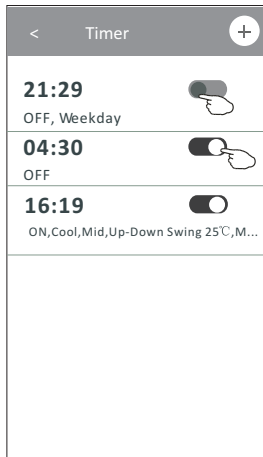 < Timer +
21:29
OFF, Weekday
04:30
OFF
16:19
ON,Cool,Mid,Up-Down Swing 25℃,M...